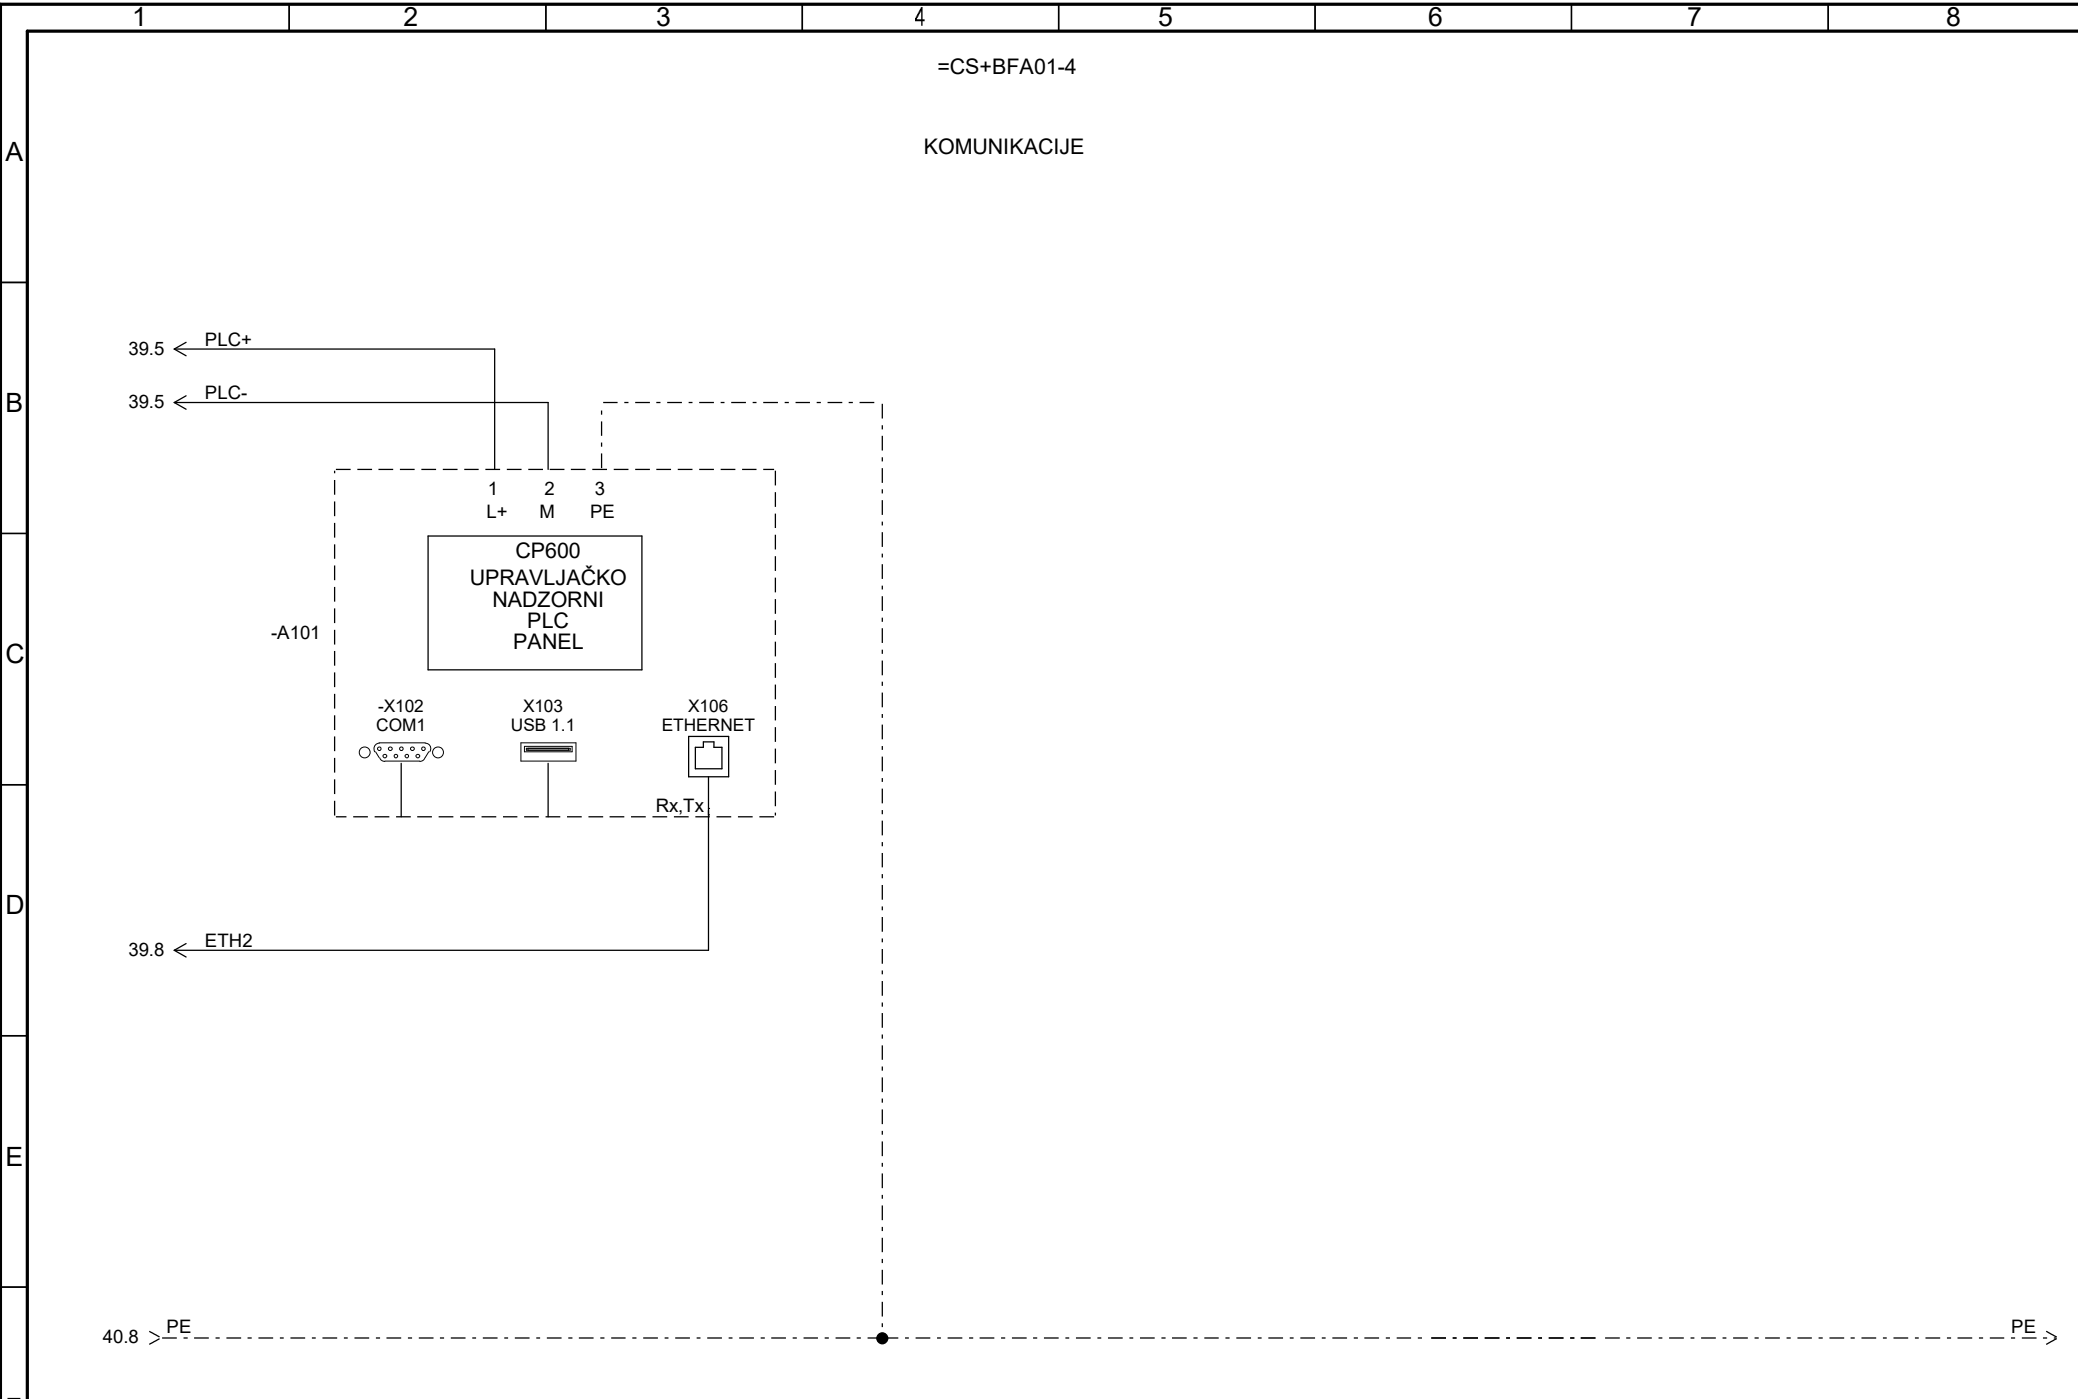 1 2 3 4 5 6 7 8
=CS+BFA01-4
A
KOMUNIKACIJE
39.5 PLC+
B
39.5 PLC-
1 2 3
L+ M PE
CP600
UPRAVLJAČKO
NADZORNI
PLC
PANEL
-A101
C
-X102 X103 X106
COM1 USB 1.1 ETHERNET
Rx,Tx
D
39.8 ETH2
E
40.8 PE PE